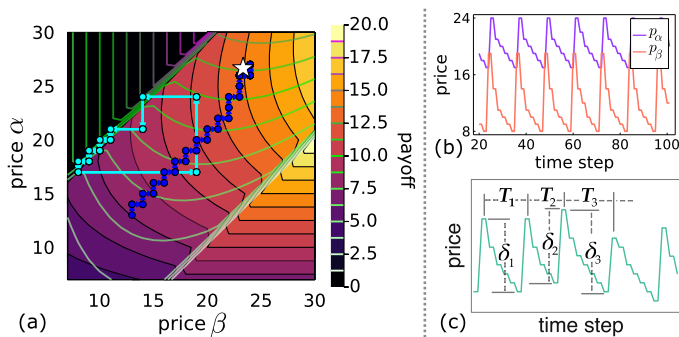 (a)
price α
30
25
20
15
10
10
15
20
25
30
price β
20.0
17.5
15.0
12.5
10.0
7.5
5.0
2.5
0
payoff
(b)
price
24
16
8
pα
pβ
20
40
60
80
100
time step
(c)
price
T1
T2
T3
δ1
δ2
δ3
time step